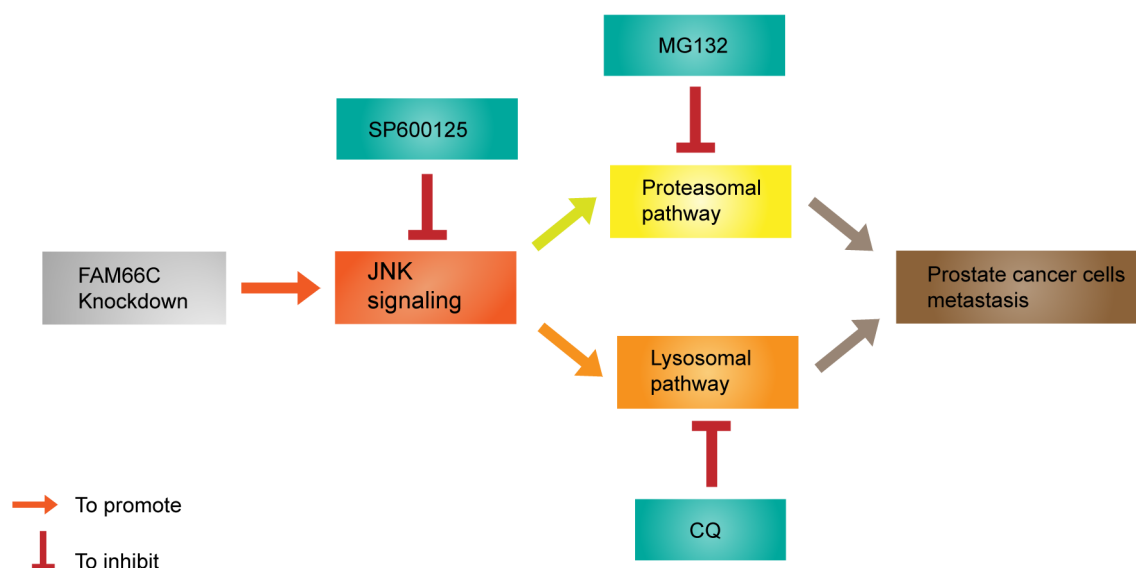 MG132
SP600125
Proteasomal
pathway
FAM66C
Knockdown
JNK
signaling
Prostate cancer cells
metastasis
Lysosomal
pathway
CQ
To promote
To inhibit